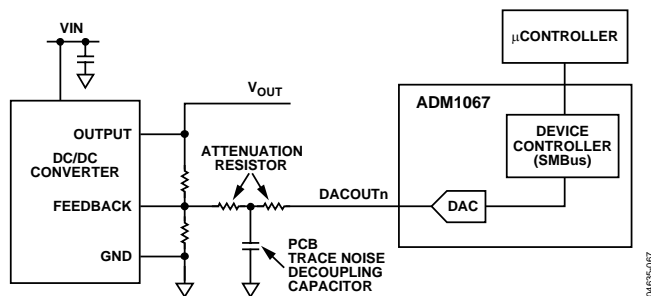 VIN
μCONTROLLER
VOUT
ADM1067
OUTPUT
DC/DC
CONVERTER
ATTENUATION
RESISTOR
DEVICE
CONTROLLER
(SMBus)
FEEDBACK
DACOUTn
DAC
GND
PCB
TRACE NOISE
DECOUPLING
CAPACITOR
04635-067